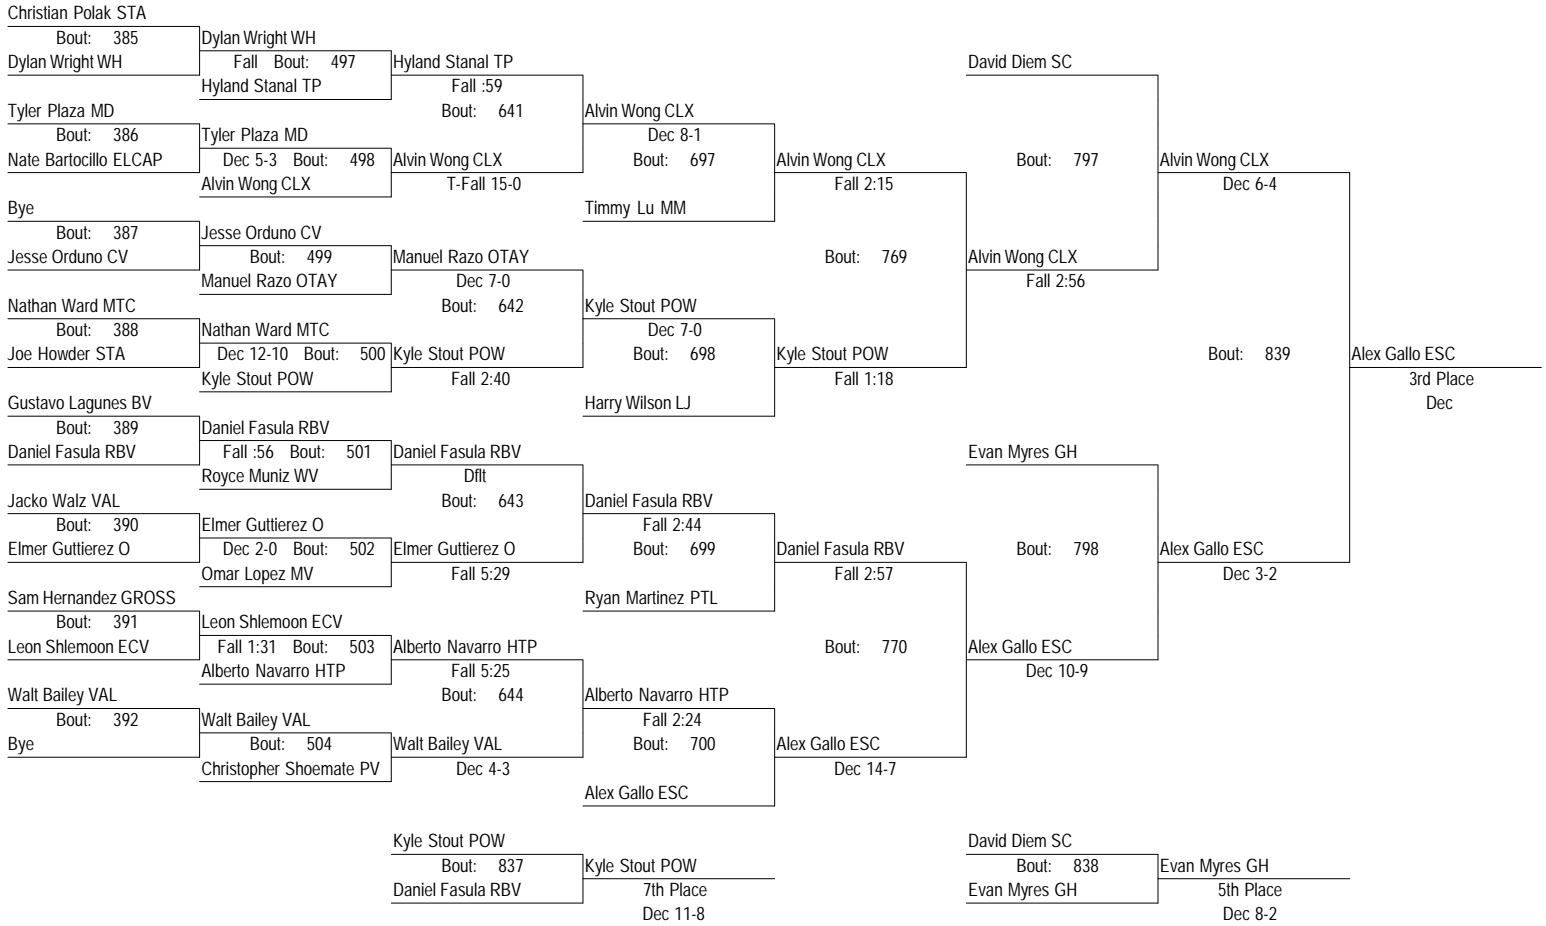 Christian Polak STA
Bout: 385 Dylan Wright WH
Dylan Wright WH Fall Bout: 497 Hyland Stanal TP David Diem SC
Hyland Stanal TP Fall :59
Tyler Plaza MD Bout: 641 Alvin Wong CLX
Bout: 386 Tyler Plaza MD Dec 8-1
Nate Bartocillo ELCAP Dec 5-3 Bout: 498 Alvin Wong CLX Bout: 697 Alvin Wong CLX Bout: 797 Alvin Wong CLX
Alvin Wong CLX T-Fall 15-0 Fall 2:15 Dec 6-4
Bye Timmy Lu MM
Bout: 387 Jesse Orduno CV
Jesse Orduno CV Bout: 499 Manuel Razo OTAY Bout: 769 Alvin Wong CLX
Manuel Razo OTAY Dec 7-0 Fall 2:56
Nathan Ward MTC Bout: 642 Kyle Stout POW
Bout: 388 Nathan Ward MTC Dec 7-0
Joe Howder STA Dec 12-10 Bout: 500 Kyle Stout POW Bout: 698 Kyle Stout POW Bout: 839 Alex Gallo ESC
Kyle Stout POW Fall 2:40 Fall 1:18 3rd Place
Gustavo Lagunes BV Harry Wilson LJ Dec
Bout: 389 Daniel Fasula RBV
Daniel Fasula RBV Fall :56 Bout: 501 Daniel Fasula RBV Evan Myres GH
Royce Muniz WV Dflt
Jacko Walz VAL Bout: 643 Daniel Fasula RBV
Bout: 390 Elmer Guttierez O Fall 2:44
Elmer Guttierez O Dec 2-0 Bout: 502 Elmer Guttierez O Bout: 699 Daniel Fasula RBV Bout: 798 Alex Gallo ESC
Omar Lopez MV Fall 5:29 Fall 2:57 Dec 3-2
Sam Hernandez GROSS Ryan Martinez PTL
Bout: 391 Leon Shlemoon ECV
Leon Shlemoon ECV Fall 1:31 Bout: 503 Alberto Navarro HTP Bout: 770 Alex Gallo ESC
Alberto Navarro HTP Fall 5:25 Dec 10-9
Walt Bailey VAL Bout: 644 Alberto Navarro HTP
Bout: 392 Walt Bailey VAL Fall 2:24
Bye Bout: 504 Walt Bailey VAL Bout: 700 Alex Gallo ESC
Christopher Shoemate PV Dec 4-3 Dec 14-7
Alex Gallo ESC
Kyle Stout POW David Diem SC
Bout: 837 Kyle Stout POW Bout: 838 Evan Myres GH
Daniel Fasula RBV 7th Place Evan Myres GH 5th Place
Dec 11-8 Dec 8-2